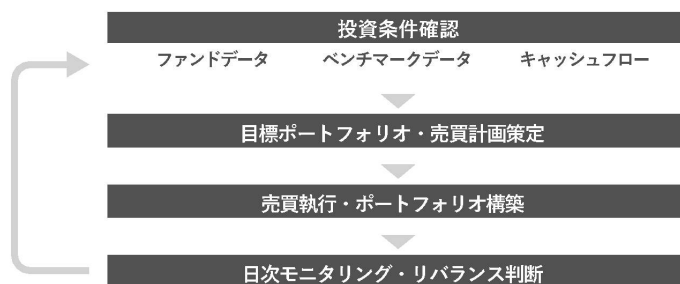 投資条件確認
ファンドデータ ベンチマークデータ キャッシュフロー
目標ポートフォリオ・売買計画策定
売買執行・ポートフォリオ構築
日次モニタリング・リバランス判断